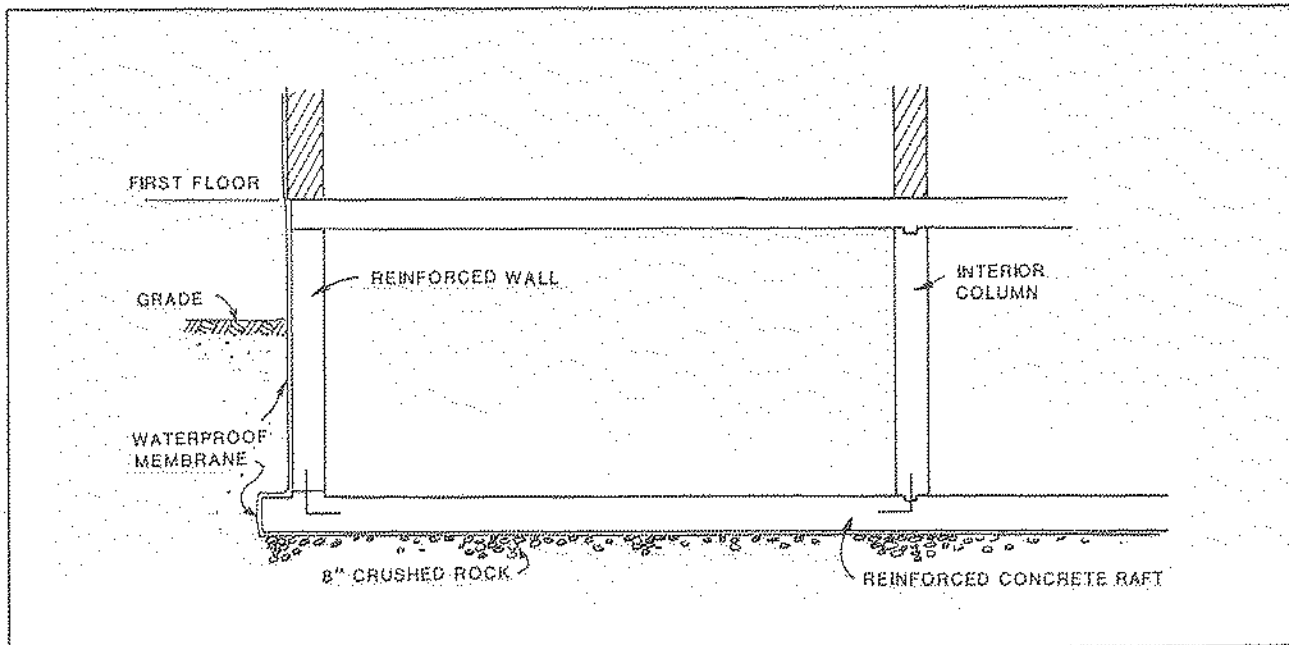 FIRST FLOOR
REINFORCED WALL
INTERIOR
COLUMN
GRADE
WATERPROOF
MEMBRANE
8" CRUSHED ROCK
REINFORCED CONCRETE RAFT